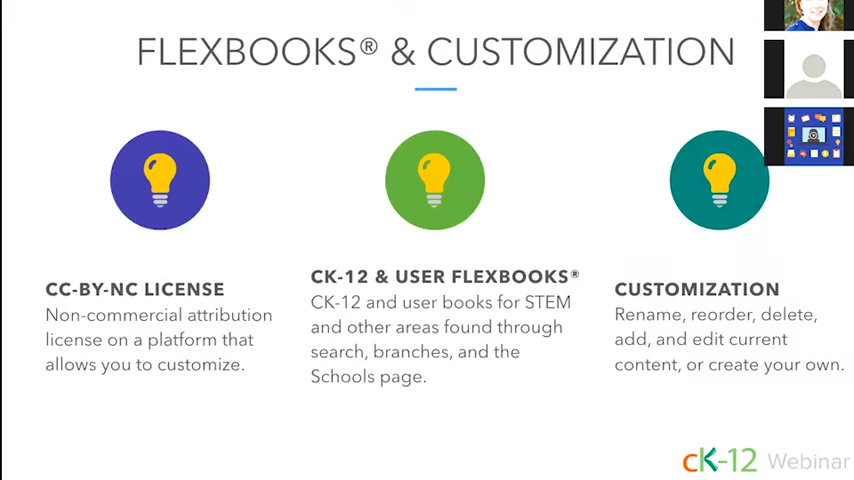 FLEXBOOKS® & CUSTOMIZATION
CC-BY-NC LICENSE
Non-commercial attribution
license on a platform that
allows you to customize.
CK-12 & USER FLEXBOOKS®
CK-12 and user books for STEM
and other areas found through
search, branches, and the
Schools page.
CUSTOMIZATION
Rename, reorder, delete,
add, and edit current
content, or create your own.
cK-12 Webinar